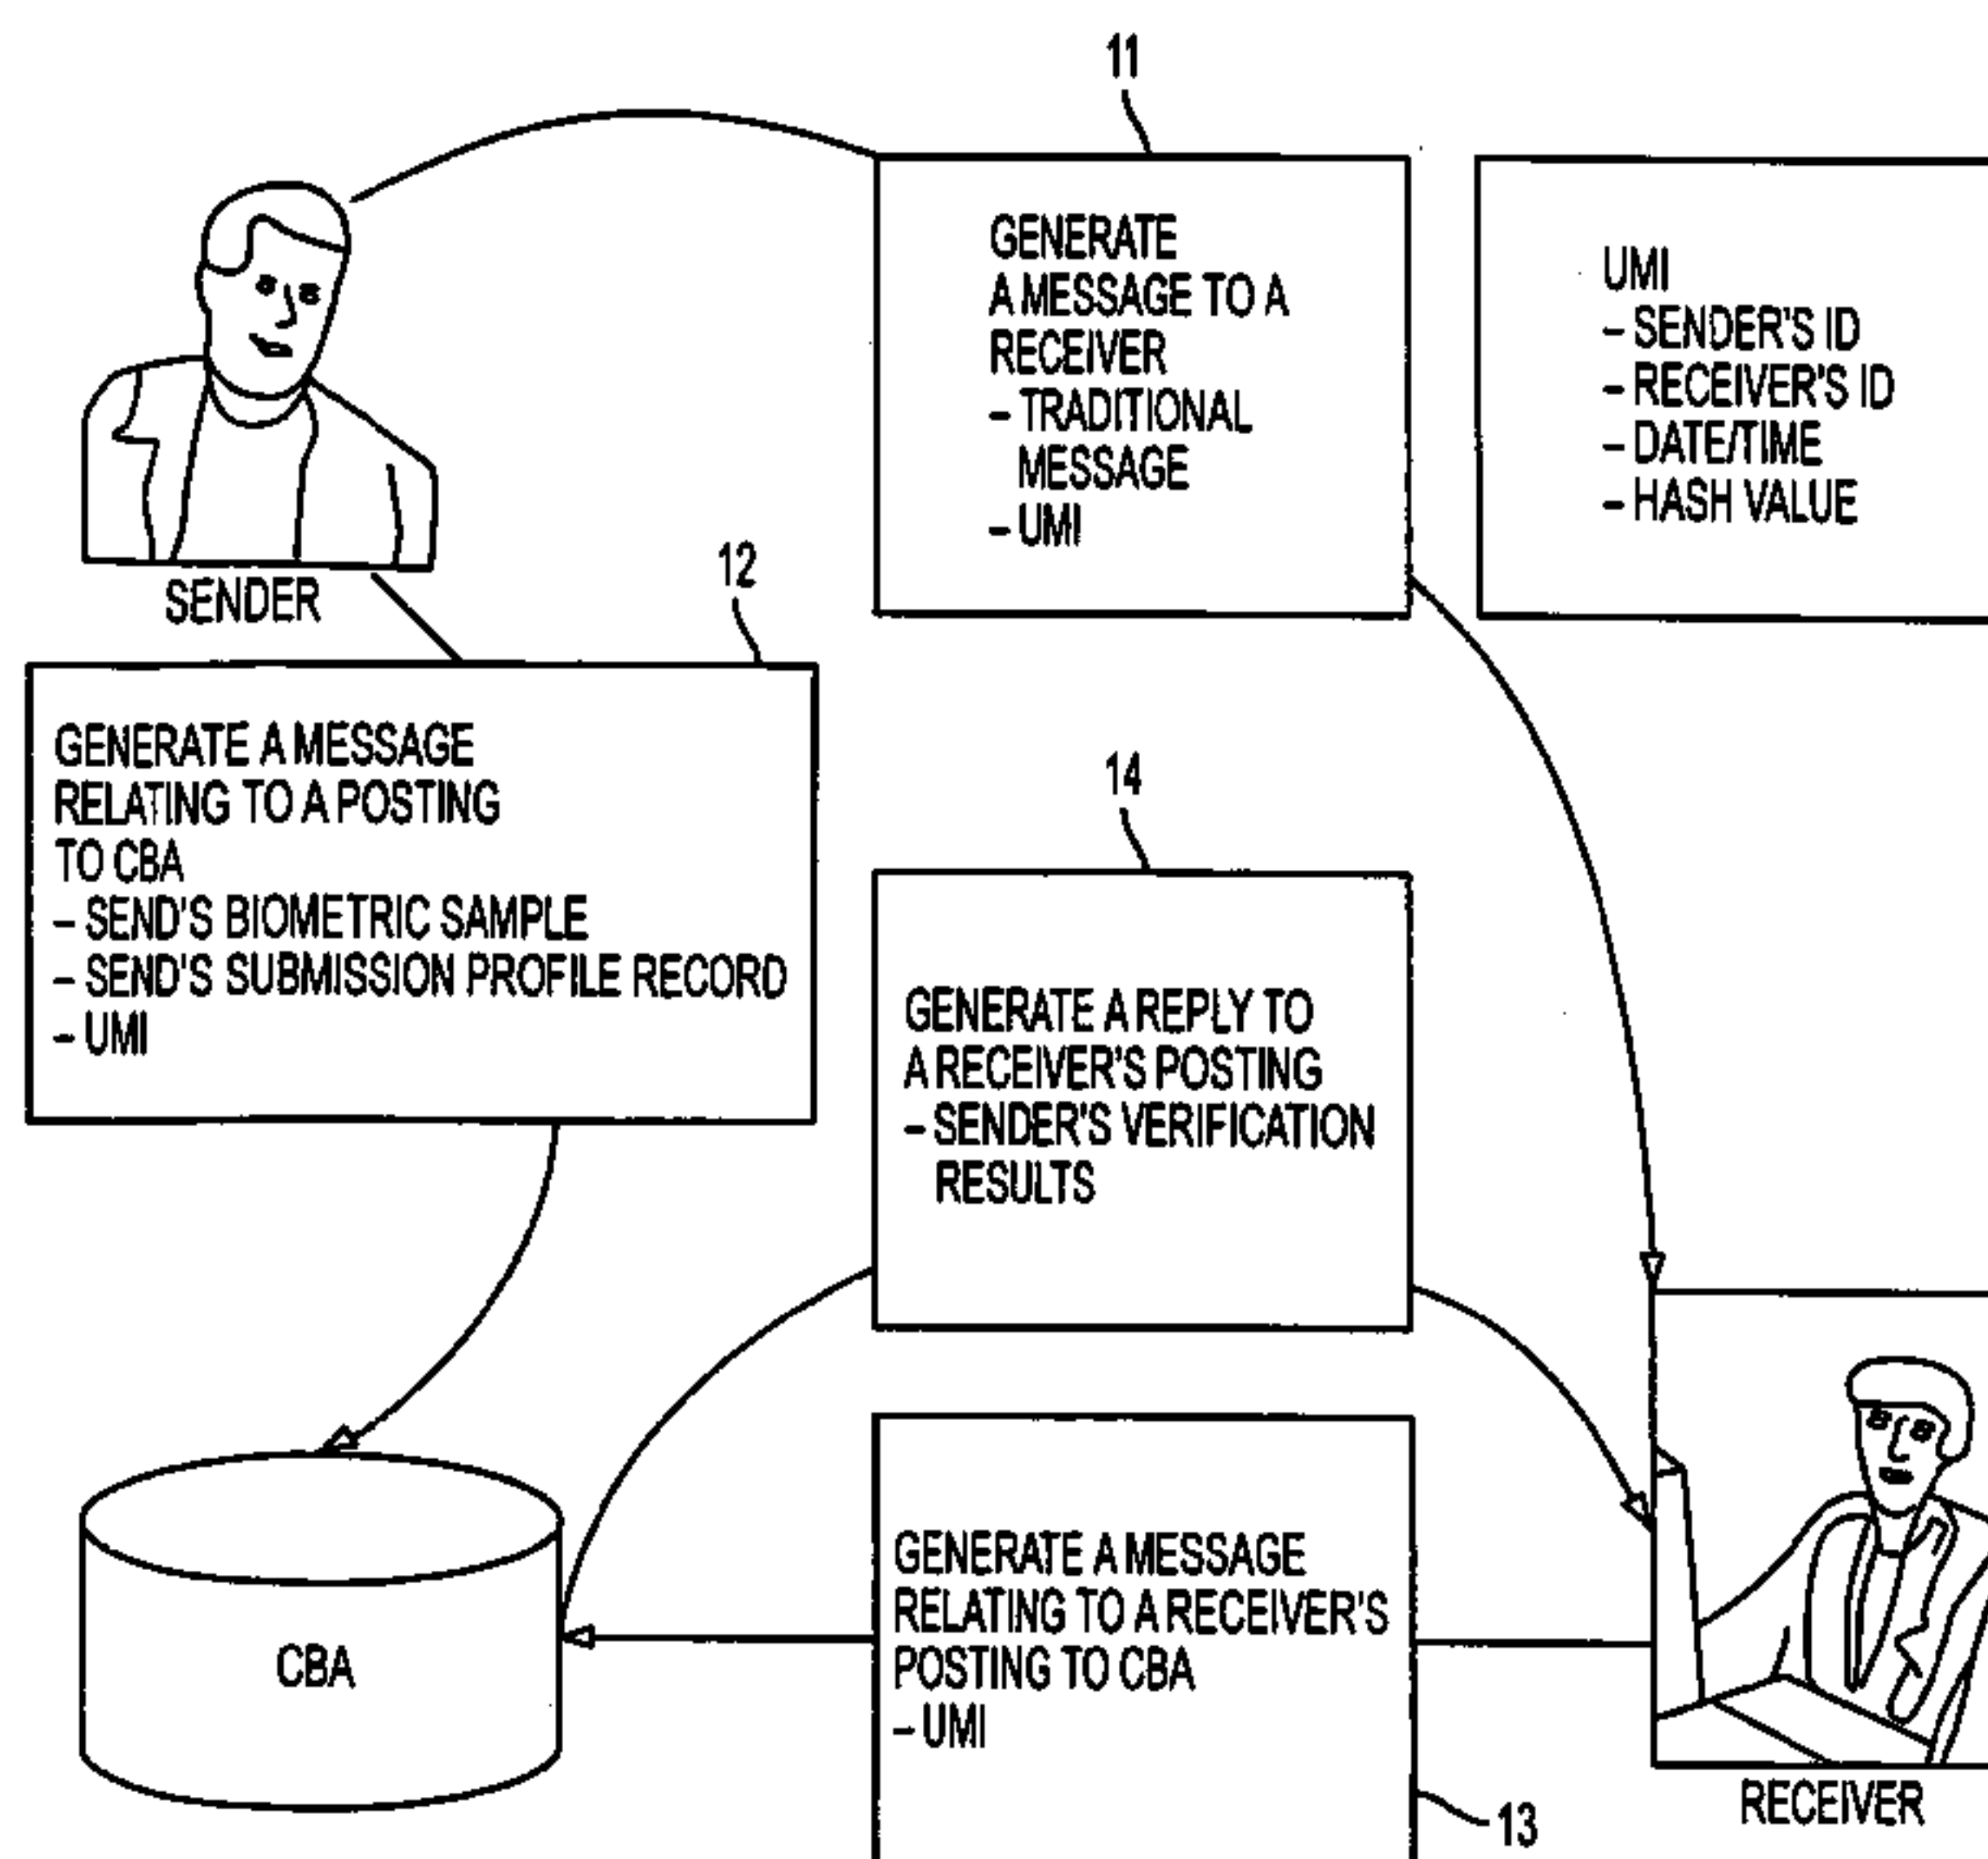 11
GENERATE
A MESSAGE TO A
RECEIVER
– TRADITIONAL
MESSAGE
– UMI
UMI
– SENDER'S ID
– RECEIVER'S ID
– DATE/TIME
– HASH VALUE
SENDER
12
GENERATE A MESSAGE
RELATING TO A POSTING
TO CBA
– SEND'S BIOMETRIC SAMPLE
– SEND'S SUBMISSION PROFILE RECORD
– UMI
14
GENERATE A REPLY TO
A RECEIVER'S POSTING
– SENDER'S VERIFICATION
RESULTS
CBA
GENERATE A MESSAGE
RELATING TO A RECEIVER'S
POSTING TO CBA
– UMI
13
RECEIVER